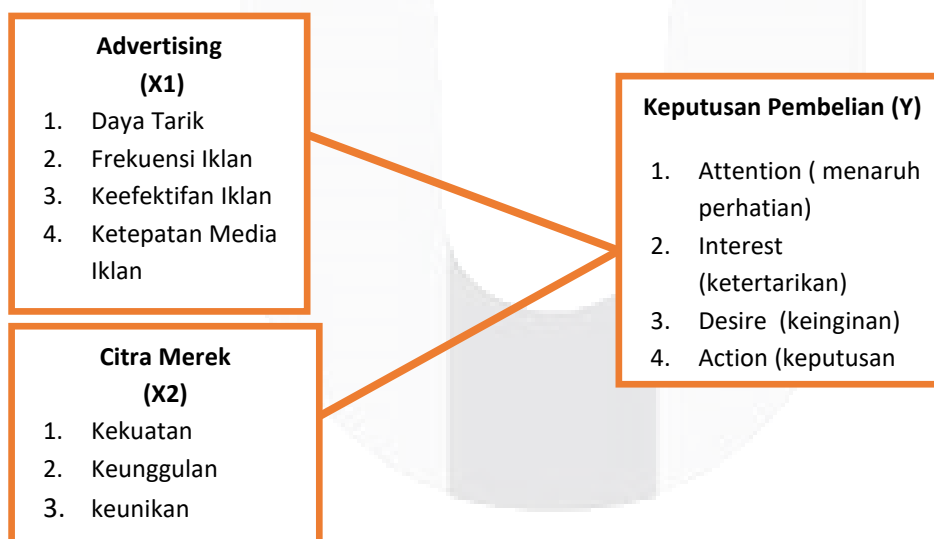 Advertising
(X1)
1. Daya Tarik
2. Frekuensi Iklan
3. Keefektifan Iklan
4. Ketepatan Media
Iklan
Citra Merek
(X2)
1. Kekuatan
2. Keunggulan
3. keunikan
Keputusan Pembelian (Y)
1. Attention ( menaruh
perhatian)
2. Interest
(ketertarikan)
3. Desire (keinginan)
4. Action (keputusan